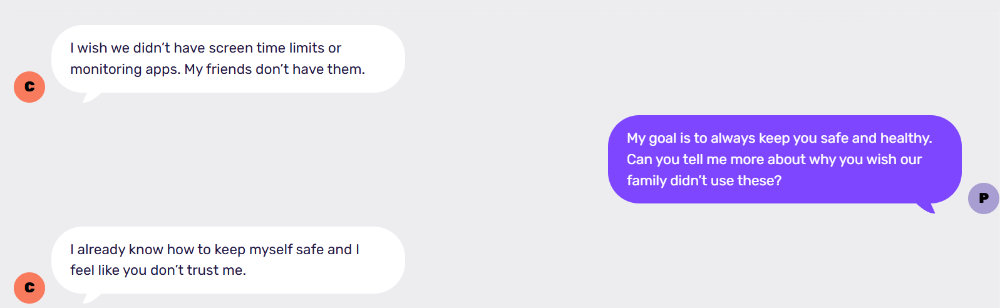 I wish we didn’t have screen time limits or
monitoring apps. My friends don’t have them.
C
My goal is to always keep you safe and healthy.
Can you tell me more about why you wish our
family didn’t use these?
P
I already know how to keep myself safe and I
feel like you don’t trust me.
C